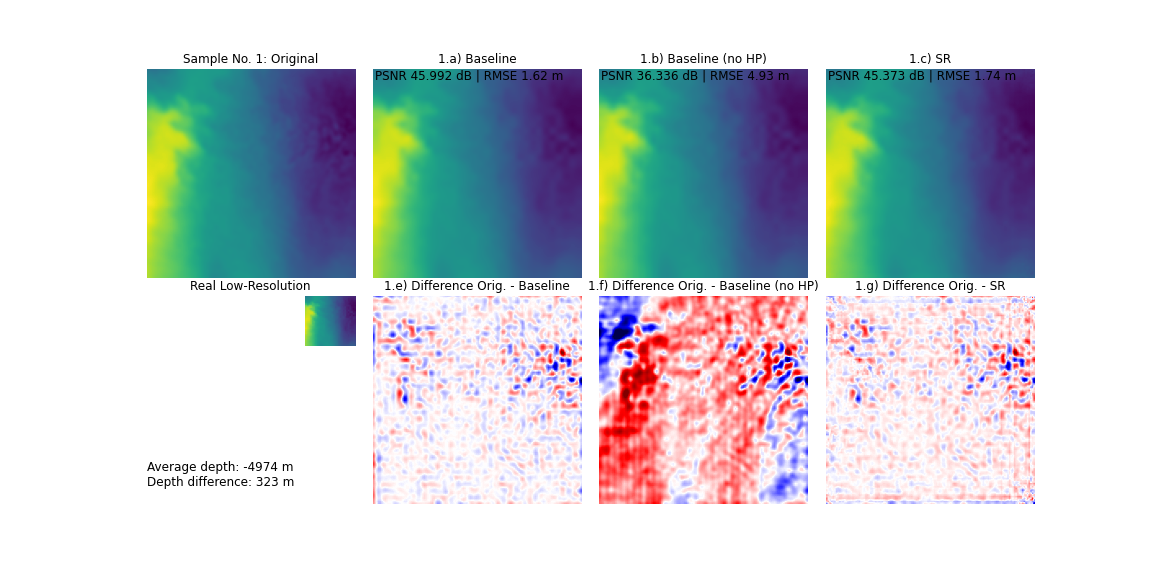 Sample No. 1: Original
1.a) Baseline
1.b) Baseline (no HP)
1.c) SR
PSNR 45.992 dB | RMSE 1.62 m
PSNR 36.336 dB | RMSE 4.93 m
PSNR 45.373 dB | RMSE 1.74 m
Real Low-Resolution
1.e) Difference Orig. - Baseline
1.f) Difference Orig. - Baseline (no HP)
1.g) Difference Orig. - SR
Average depth: -4974 m
Depth difference: 323 m